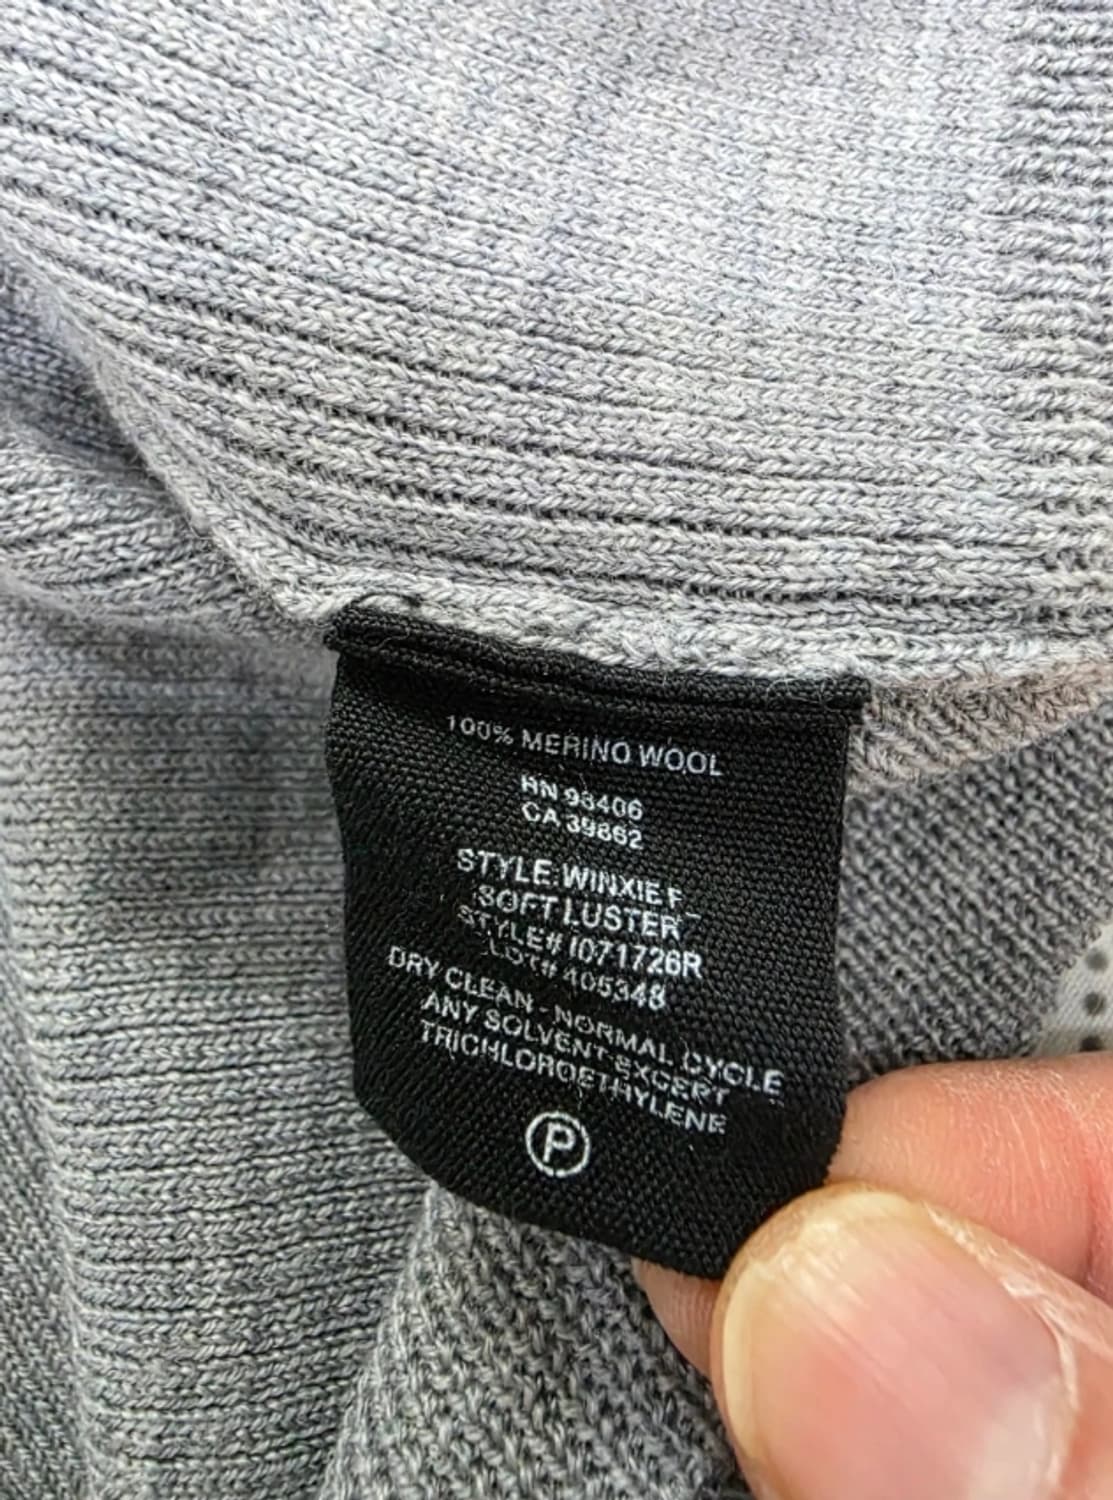 100% MERINO WOOL
RN 93406
CA 39862
STYLE:WINXIE F
SOFT LUSTER
STYLE# I071726R
LOT# 405348
DRY CLEAN - NORMAL CYCLE
ANY SOLVENT EXCEPT
TRICHLOROETHYLENE
P